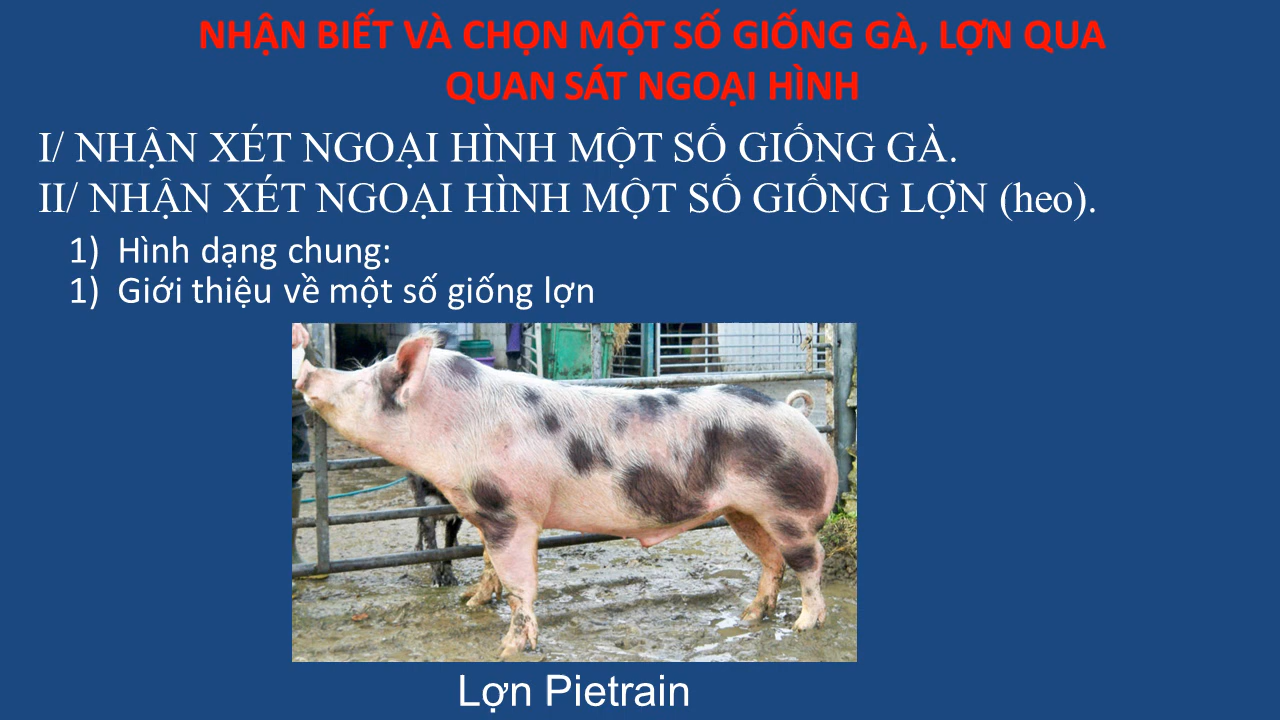 NHẬN BIẾT VÀ CHỌN MỘT SỐ GIỐNG GÀ, LỢN QUA
QUAN SÁT NGOẠI HÌNH
I/ NHẬN XÉT NGOẠI HÌNH MỘT SỐ GIỐNG GÀ.
II/ NHẬN XÉT NGOẠI HÌNH MỘT SỐ GIỐNG LỢN (heo).
1) Hình dạng chung:
1) Giới thiệu về một số giống lợn
Lợn Pietrain